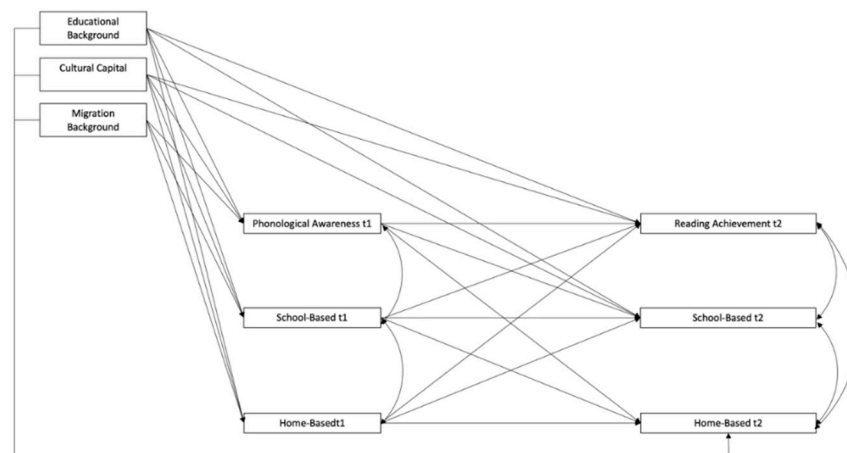 Educational
Background
Cultural Capital
Migration
Background
Phonological Awareness t1
Reading Achievement t2
School-Based t1
School-Based t2
Home-Basedt1
Home-Based t2